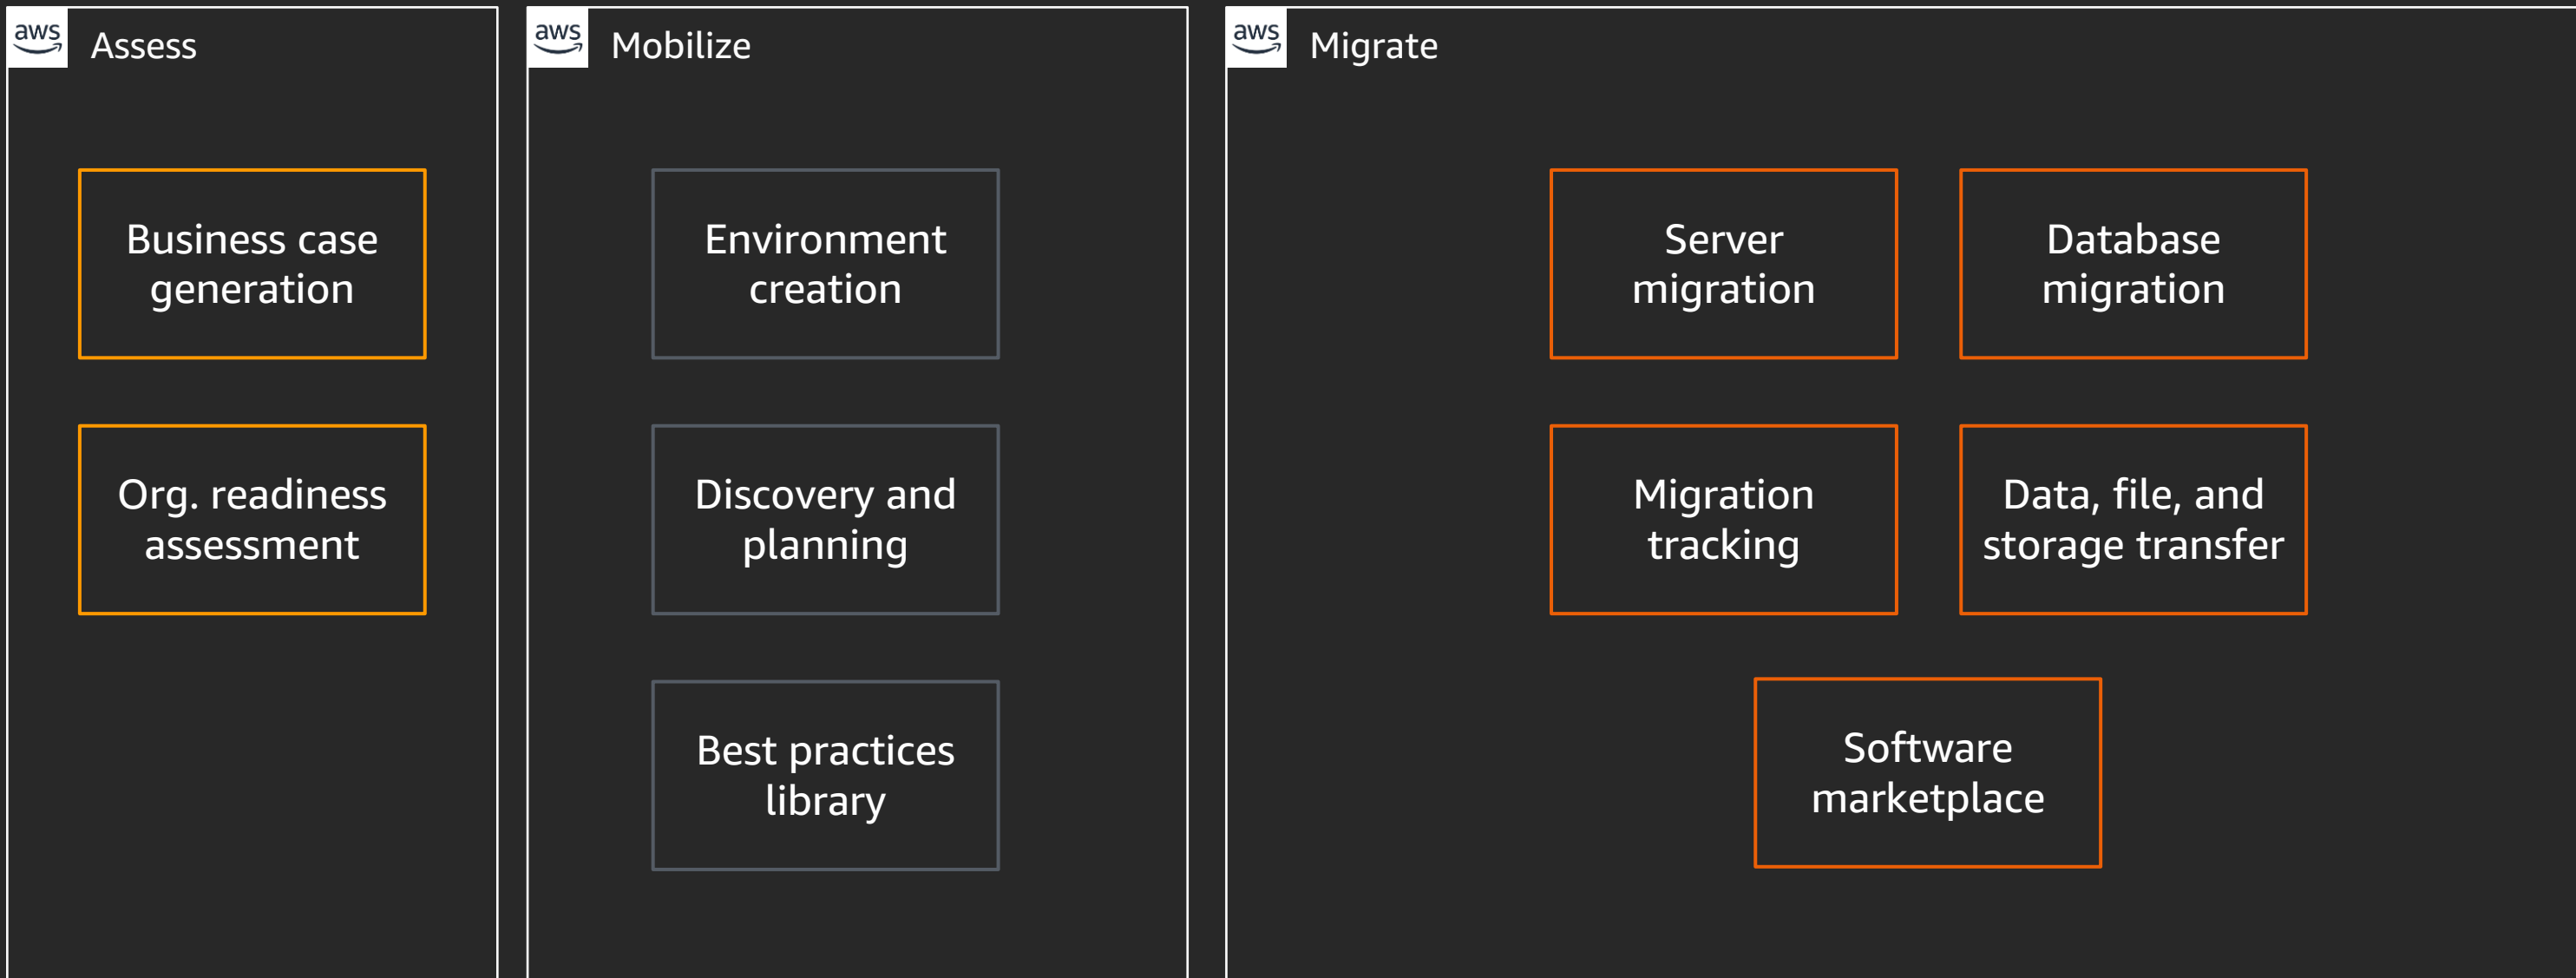 aws
Assess
Business case
generation
Org. readiness
assessment
aws
Mobilize
Environment
creation
Discovery and
planning
Best practices
library
aws
Migrate
Server
migration
Database
migration
Migration
tracking
Data, file, and
storage transfer
Software
marketplace